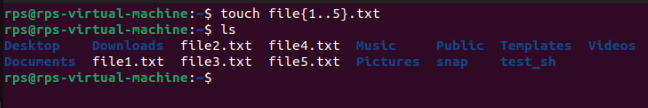 rps@rps-virtual-machine:~$ touch file{1..5}.txt
rps@rps-virtual-machine:~$ ls
Desktop    Downloads  file2.txt  file4.txt  Music     Public  Templates  Videos
Documents  file1.txt  file3.txt  file5.txt  Pictures  snap    test_sh
rps@rps-virtual-machine:~$